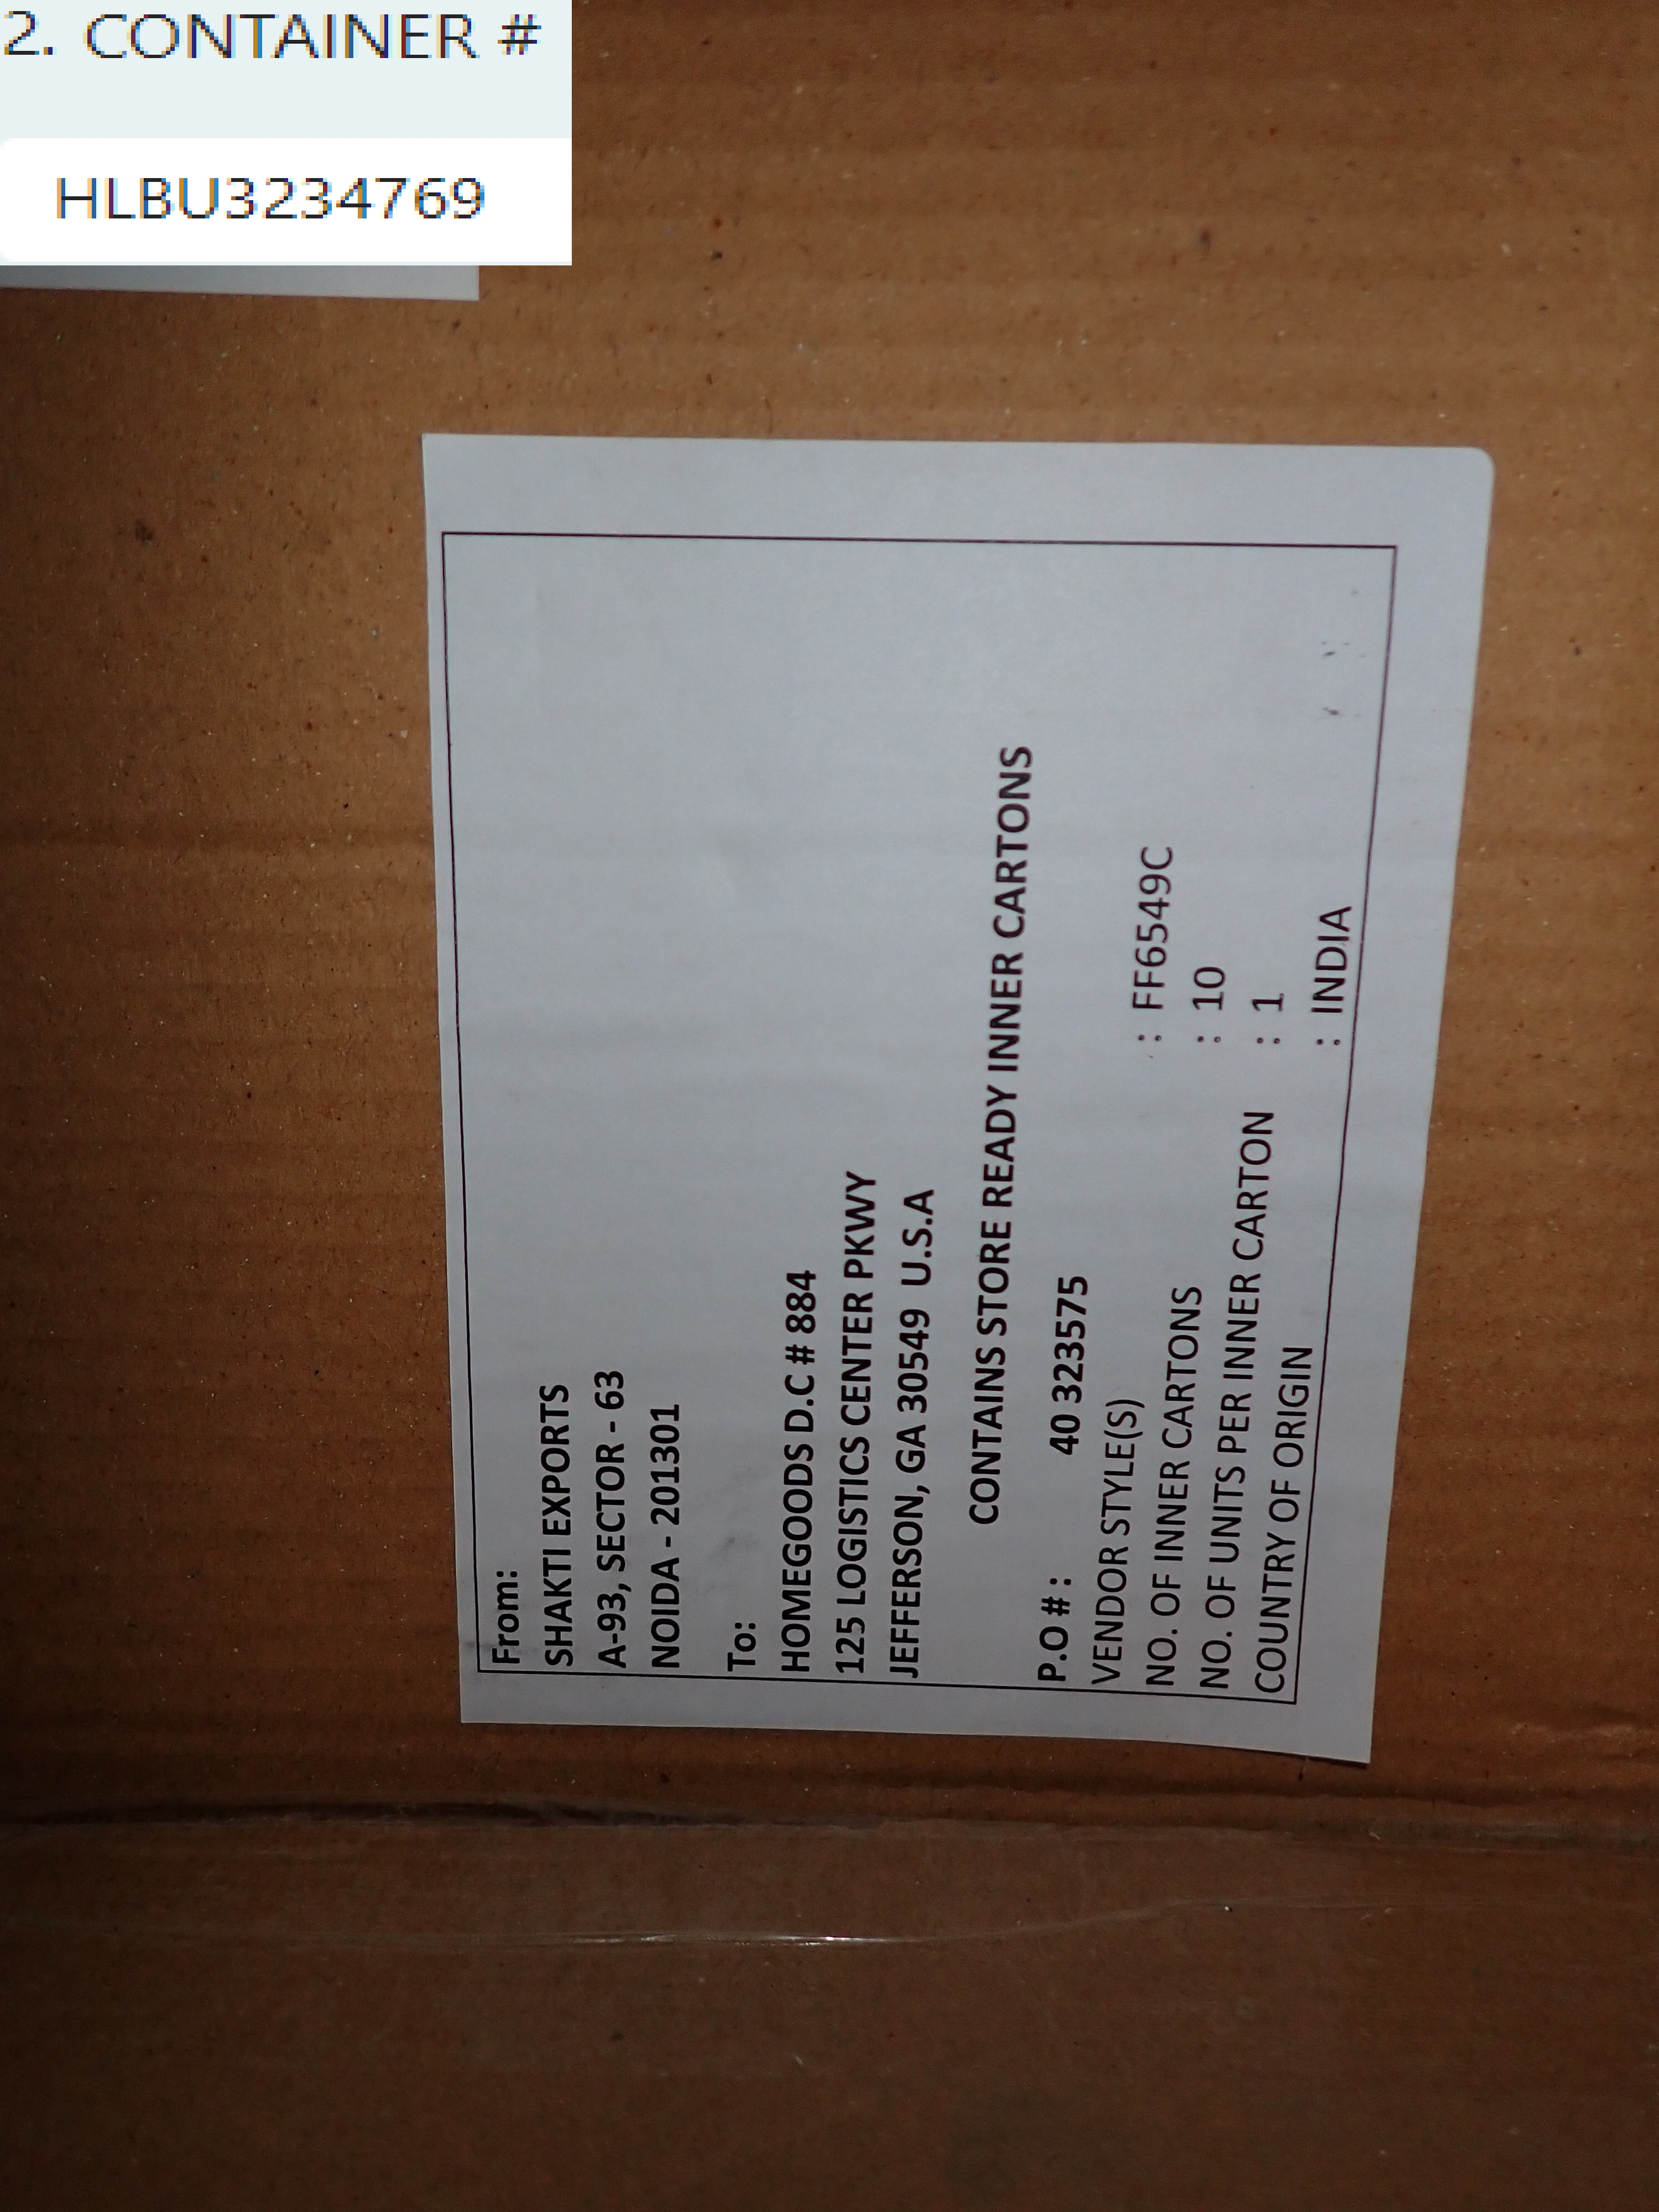 2. CONTAINER #
HLBU3234769
From:
SHAKTI EXPORTS
A-93, SECTOR - 63
NOIDA - 201301
To:
HOMEGOODS D.C # 884
125 LOGISTICS CENTER PKWY
JEFFERSON, GA 30549 U.S.A
CONTAINS STORE READY INNER CARTONS
P.O # : 40 323575
VENDOR STYLE(S) : FF6549C
NO. OF INNER CARTONS : 10
NO. OF UNITS PER INNER CARTON : 1
COUNTRY OF ORIGIN : INDIA